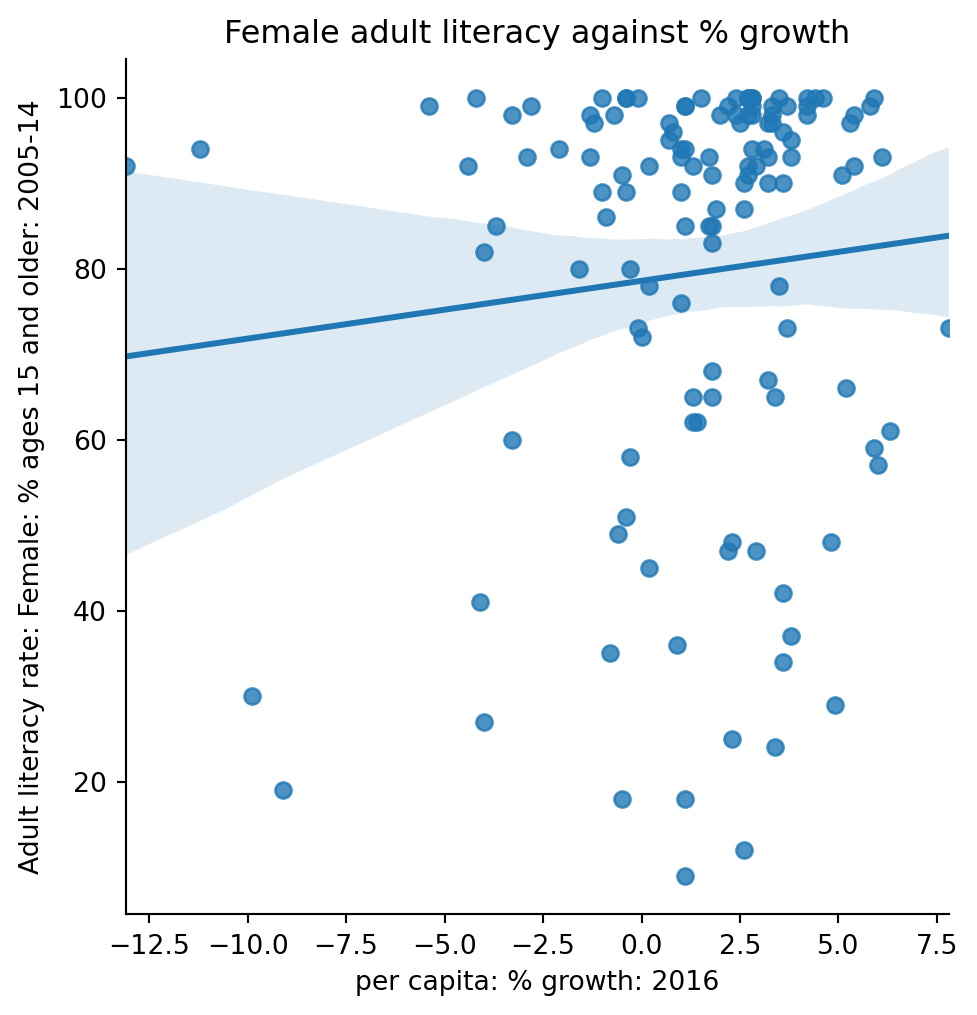 Female adult literacy against % growth
Adult literacy rate: Female: % ages 15 and older: 2005-14
100
80
60
40
20
−12.5 −10.0 −7.5 −5.0 −2.5 0.0 2.5 5.0 7.5
per capita: % growth: 2016